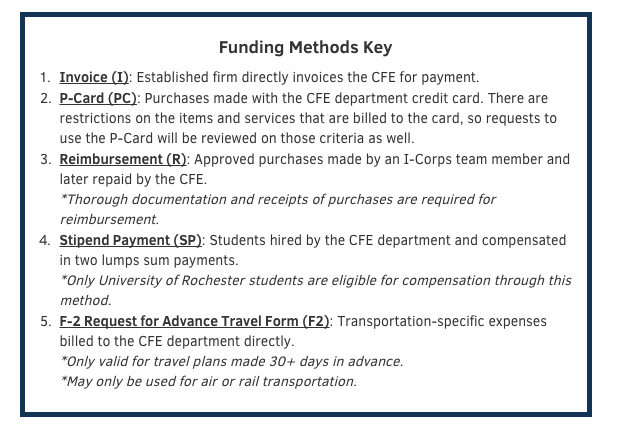 Funding Methods Key
1. Invoice (I): Established firm directly invoices the CFE for payment.
2. P-Card (PC): Purchases made with the CFE department credit card. There are
restrictions on the items and services that are billed to the card, so requests to
use the P-Card will be reviewed on those criteria as well.
3. Reimbursement (R): Approved purchases made by an I-Corps team member and
later repaid by the CFE.
*Thorough documentation and receipts of purchases are required for
reimbursement.
4. Stipend Payment (SP): Students hired by the CFE department and compensated
in two lumps sum payments.
*Only University of Rochester students are eligible for compensation through this
method.
5. F-2 Request for Advance Travel Form (F2): Transportation-specific expenses
billed to the CFE department directly.
*Only valid for travel plans made 30+ days in advance.
*May only be used for air or rail transportation.